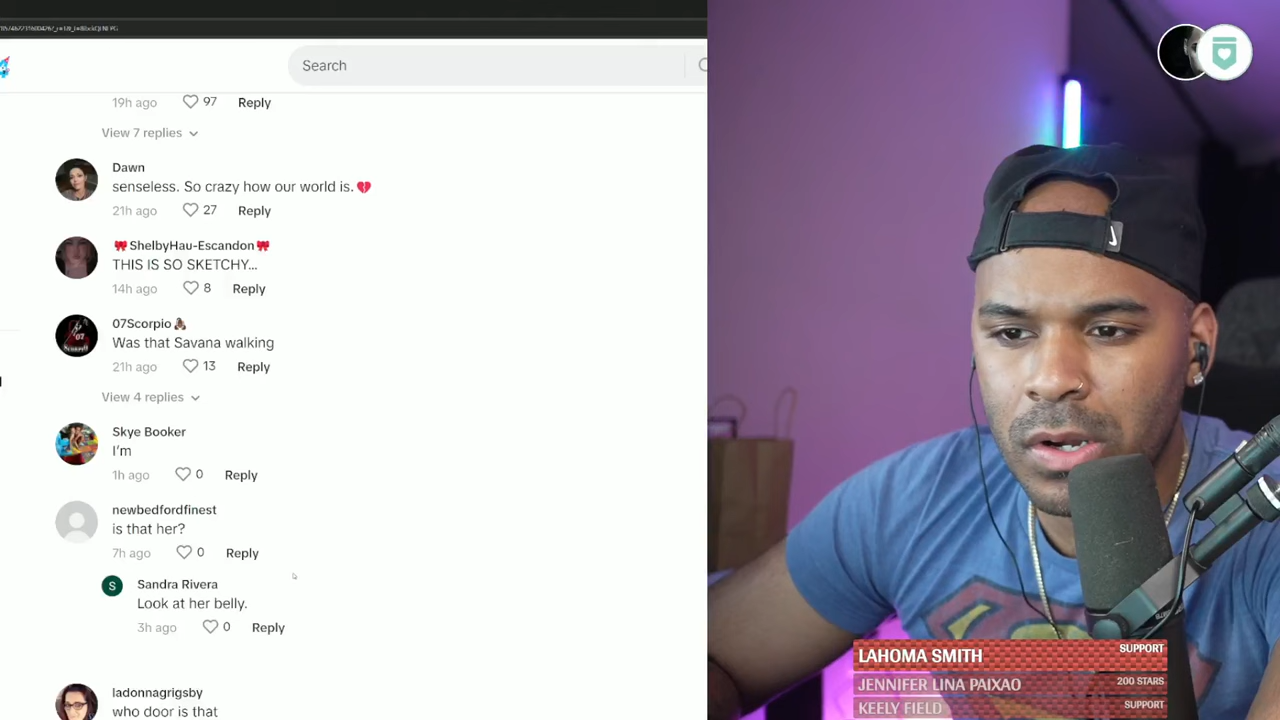 Search
19h ago 97 Reply
View 7 replies
Dawn
senseless. So crazy how our world is.💔
21h ago 27 Reply
🎀ShelbyHau-Escandon🎀
THIS IS SO SKETCHY...
14h ago 8 Reply
07Scorpio
Was that Savana walking
21h ago 13 Reply
View 4 replies
Skye Booker
I'm
1h ago 0 Reply
newbedfordfinest
is that her?
7h ago 0 Reply
S
Sandra Rivera
Look at her belly.
3h ago 0 Reply
ladonnagrigsby
who door is that
LAHOMA SMITH SUPPORT
JENNIFER LINA PAIXAO 200 STARS
KEELY FIELD SUPPORT